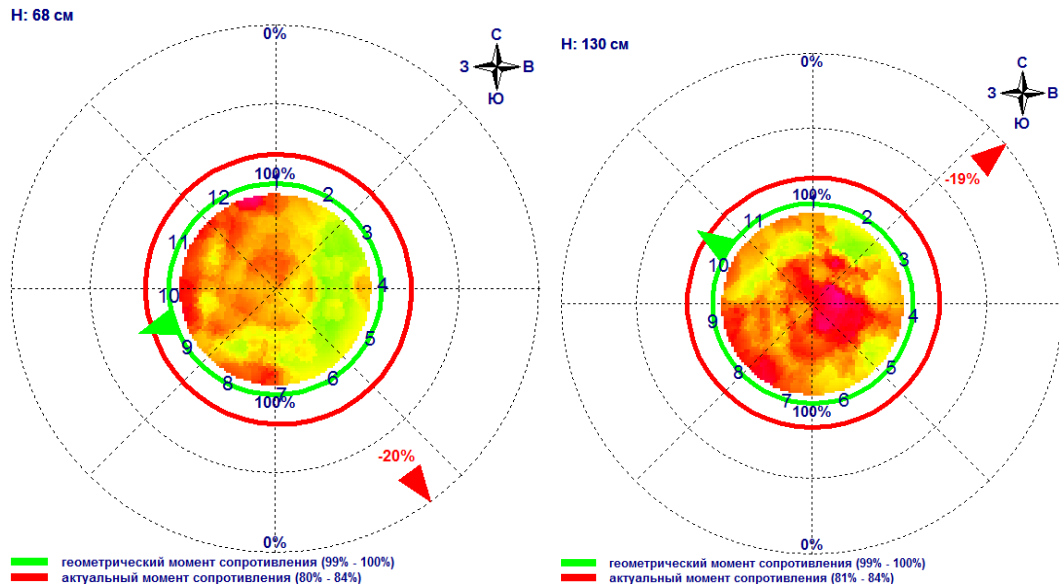 H: 68 см
0%
С
З
В
Ю
100%
1
2
3
4
5
6
7
8
9
10
11
12
100%
-20%
0%
геометрический момент сопротивления (99% - 100%)
актуальный момент сопротивления (80% - 84%)
H: 130 см
0%
С
З
В
Ю
-19%
100%
1
2
3
4
5
6
7
8
9
10
11
100%
0%
геометрический момент сопротивления (99% - 100%)
актуальный момент сопротивления (81% - 84%)